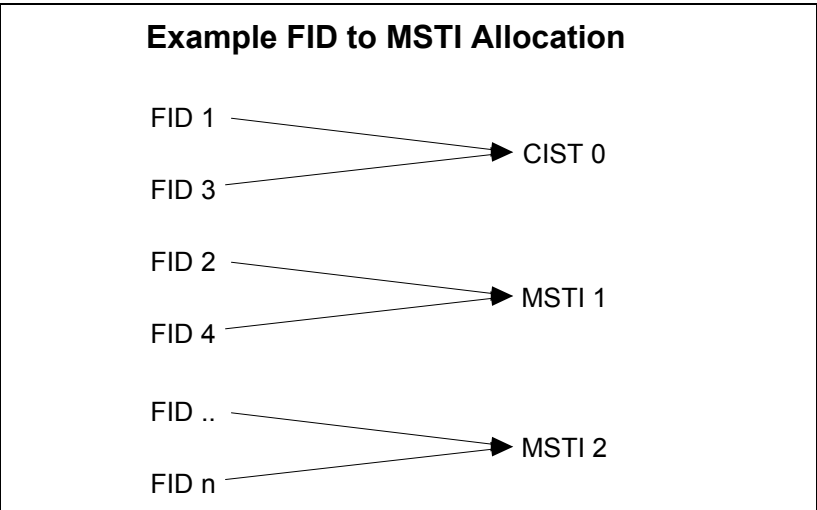 Example FID to MSTI Allocation
FID 1
CIST 0
FID 3
FID 2
MSTI 1
FID 4
FID ..
MSTI 2
FID n